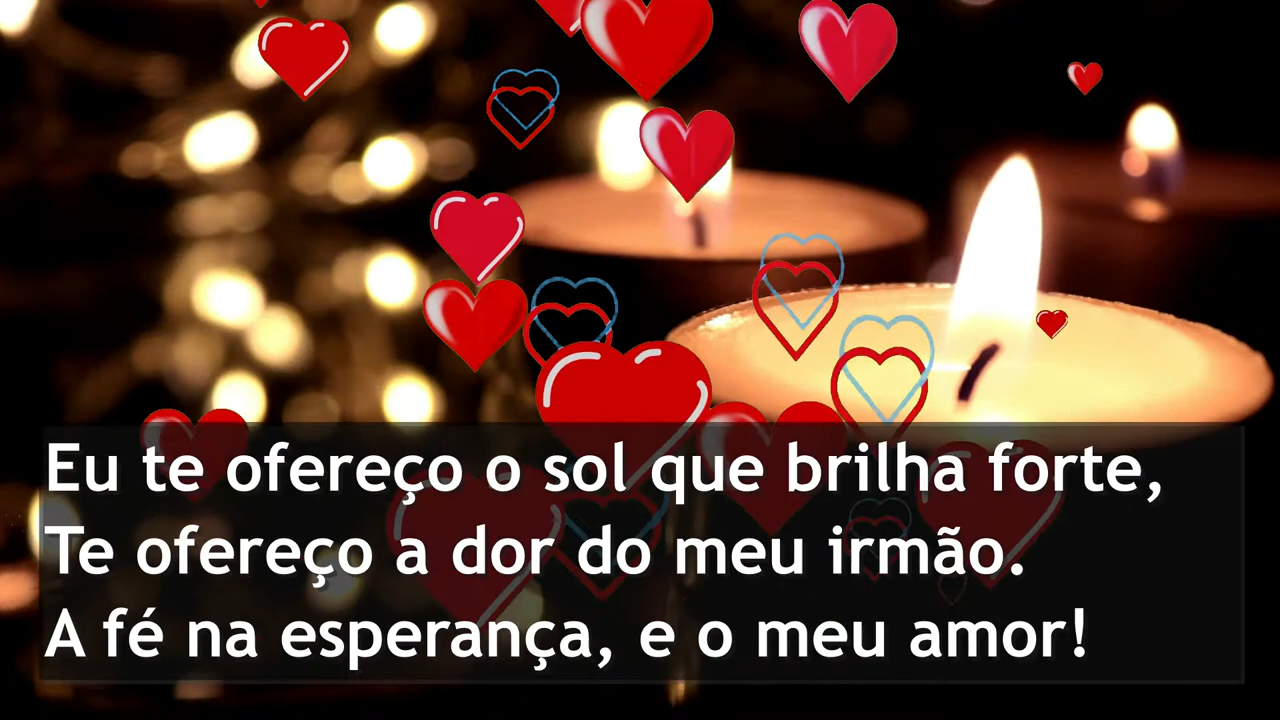 Eu te ofereço o sol que brilha forte,
Te ofereço a dor do meu irmão.
A fé na esperança, e o meu amor!